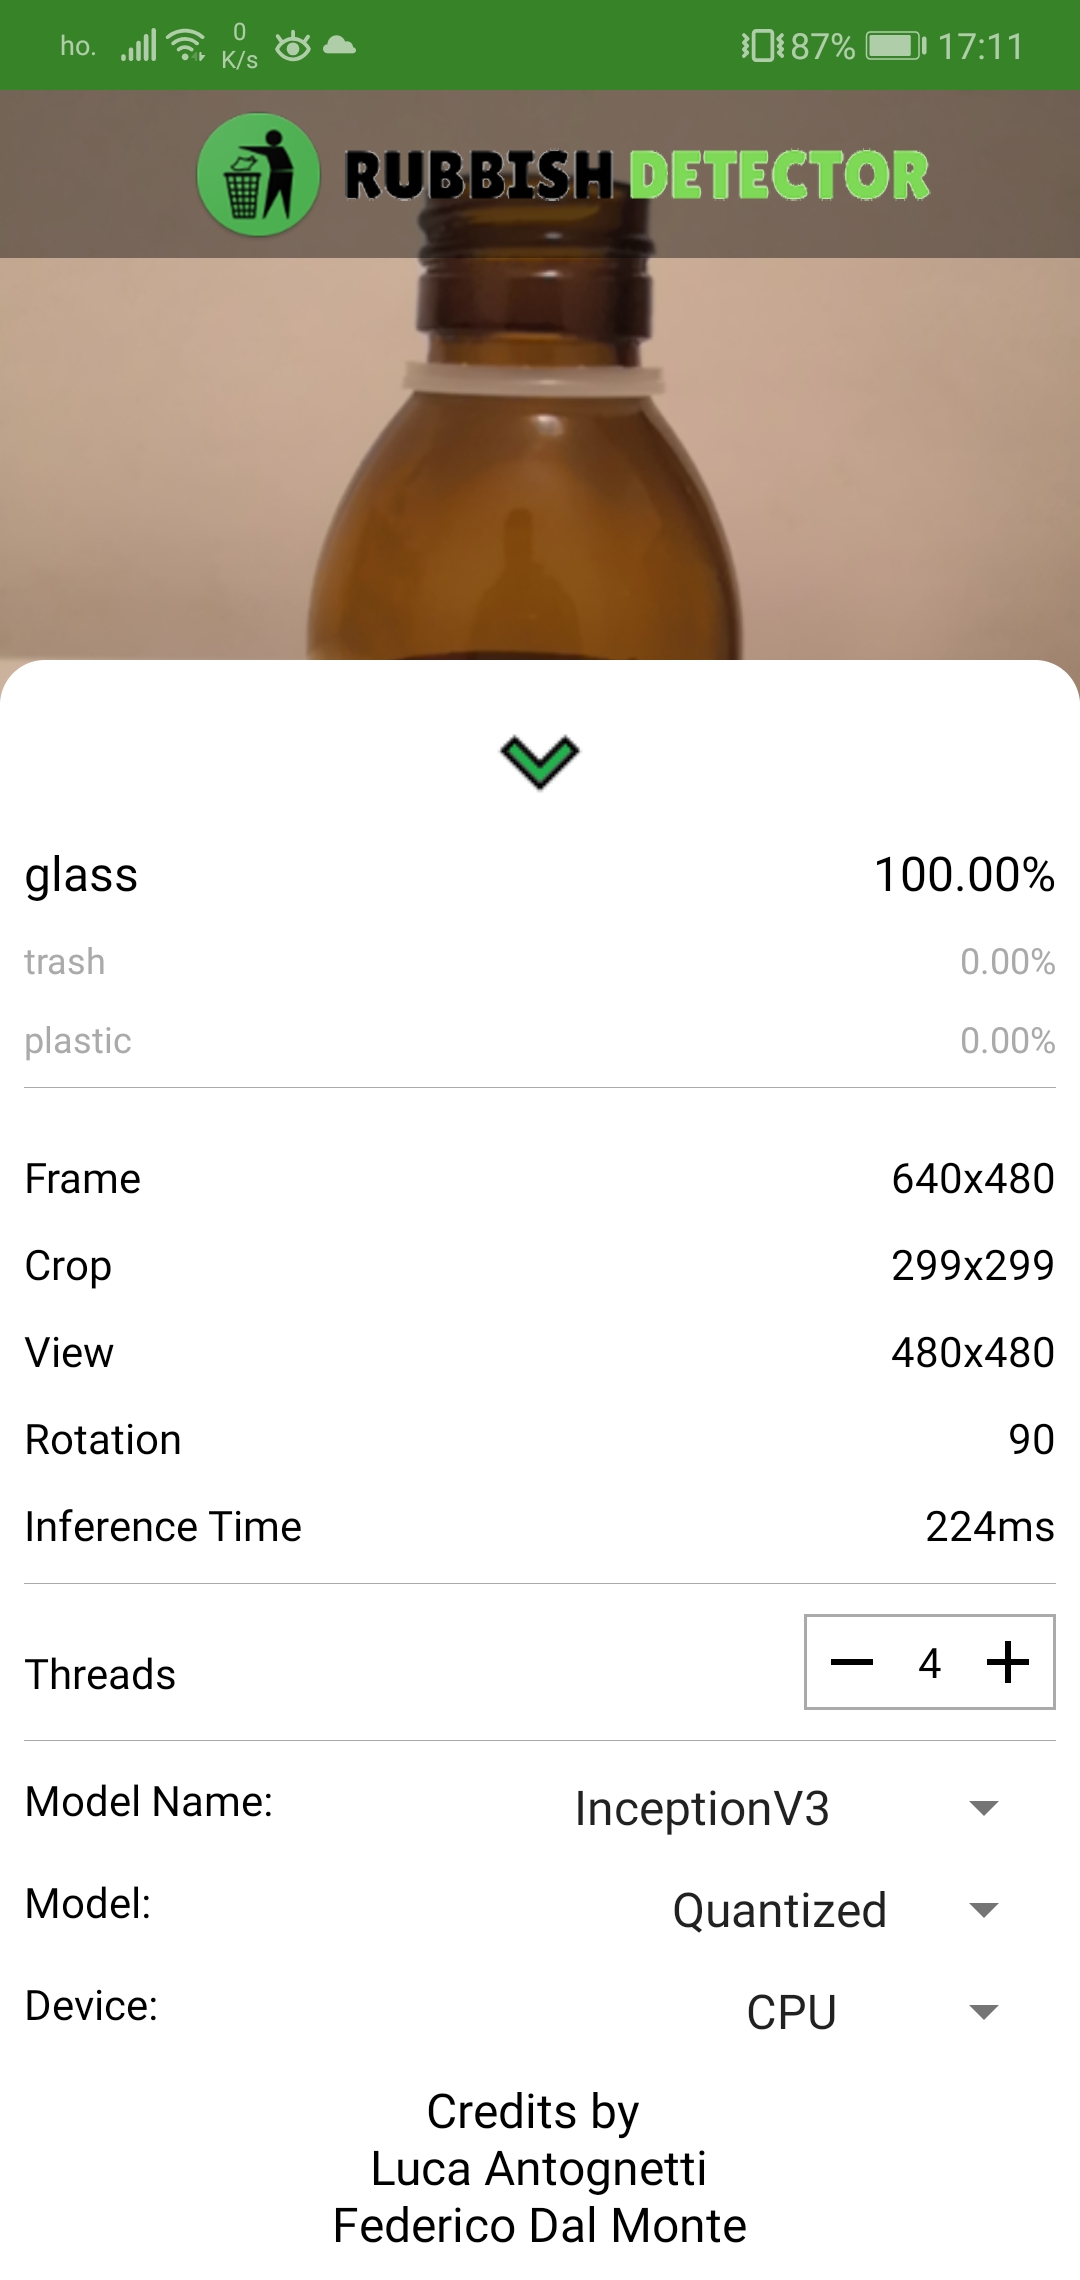 ho. 0 K/s 87% 17:11
RUBBISH DETECTOR
glass 100.00%
trash 0.00%
plastic 0.00%
Frame 640x480
Crop 299x299
View 480x480
Rotation 90
Inference Time 224ms
Threads 4
Model Name: InceptionV3
Model: Quantized
Device: CPU
Credits by
Luca Antognetti
Federico Dal Monte